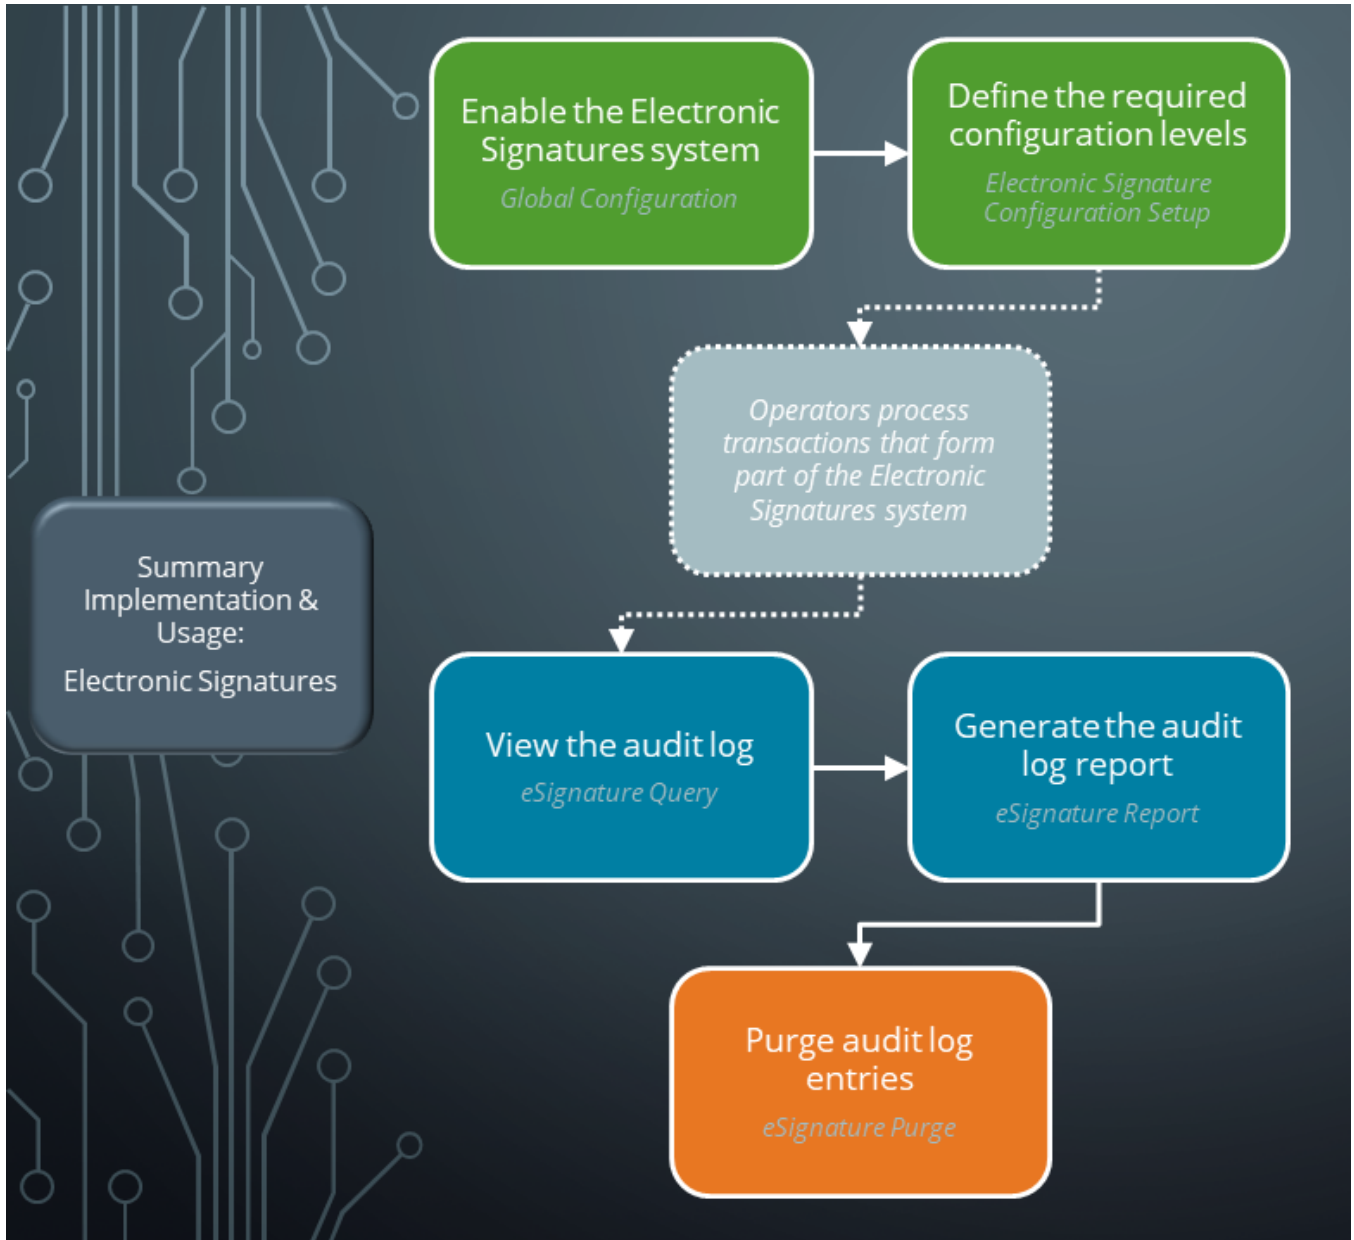 Enable the Electronic
Signatures system
Global Configuration
Define the required
configuration levels
Electronic Signature
Configuration Setup
Operators process
transactions that form
part of the Electronic
Signatures system
Summary
Implementation &
Usage:
Electronic Signatures
View the audit log
eSignature Query
Generate the audit
log report
eSignature Report
Purge audit log
entries
eSignature Purge